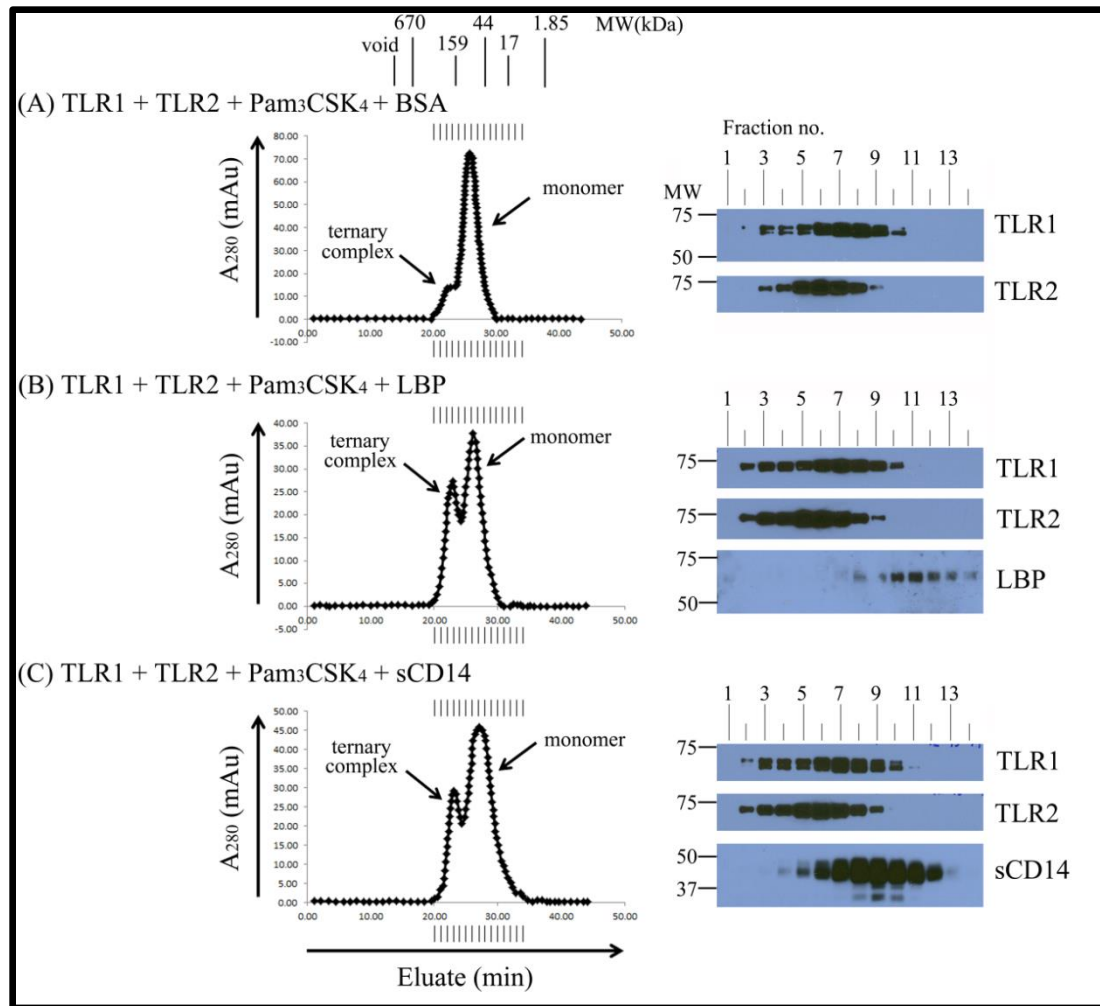 670 44 1.85 MW(kDa)
void 159 17
(A) TLR1 + TLR2 + Pam₃CSK₄ + BSA
A₂₈₀ (mAu)
80.00
70.00
60.00
50.00
40.00
30.00
20.00
10.00
0.00
-10.00
0.00 10.00 20.00 30.00 40.00 50.00
ternary
complex
monomer
Fraction no.
1 3 5 7 9 11 13
MW
75
50
TLR1
75
TLR2
(B) TLR1 + TLR2 + Pam₃CSK₄ + LBP
A₂₈₀ (mAu)
40.00
35.00
30.00
25.00
20.00
15.00
10.00
5.00
0.00
-5.00
0.00 10.00 20.00 30.00 40.00 50.00
ternary
complex
monomer
1 3 5 7 9 11 13
75
TLR1
75
TLR2
75
50
LBP
(C) TLR1 + TLR2 + Pam₃CSK₄ + sCD14
A₂₈₀ (mAu)
50.00
45.00
40.00
35.00
30.00
25.00
20.00
15.00
10.00
5.00
0.00
0.00 10.00 20.00 30.00 40.00 50.00
ternary
complex
monomer
1 3 5 7 9 11 13
75
TLR1
75
TLR2
50
37
sCD14
Eluate (min)